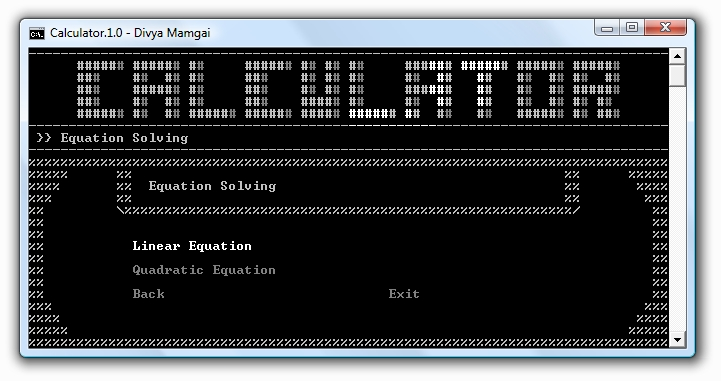 Calculator.1.0 - Divya Mamgai
CALCULATOR
>> Equation Solving
Equation Solving
Linear Equation
Quadratic Equation
Back Exit